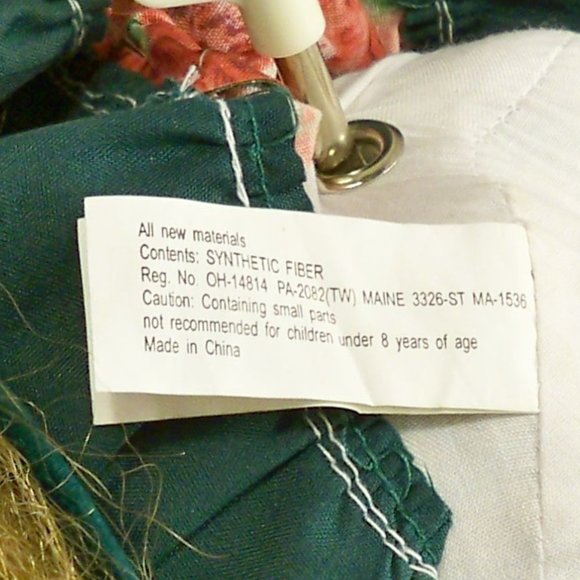 All new materials
Contents: SYNTHETIC FIBER
Reg. No. OH-14814 PA-2082(TW) MAINE 3326-ST MA-1536
Caution: Containing small parts
not recommended for children under 8 years of age
Made in China